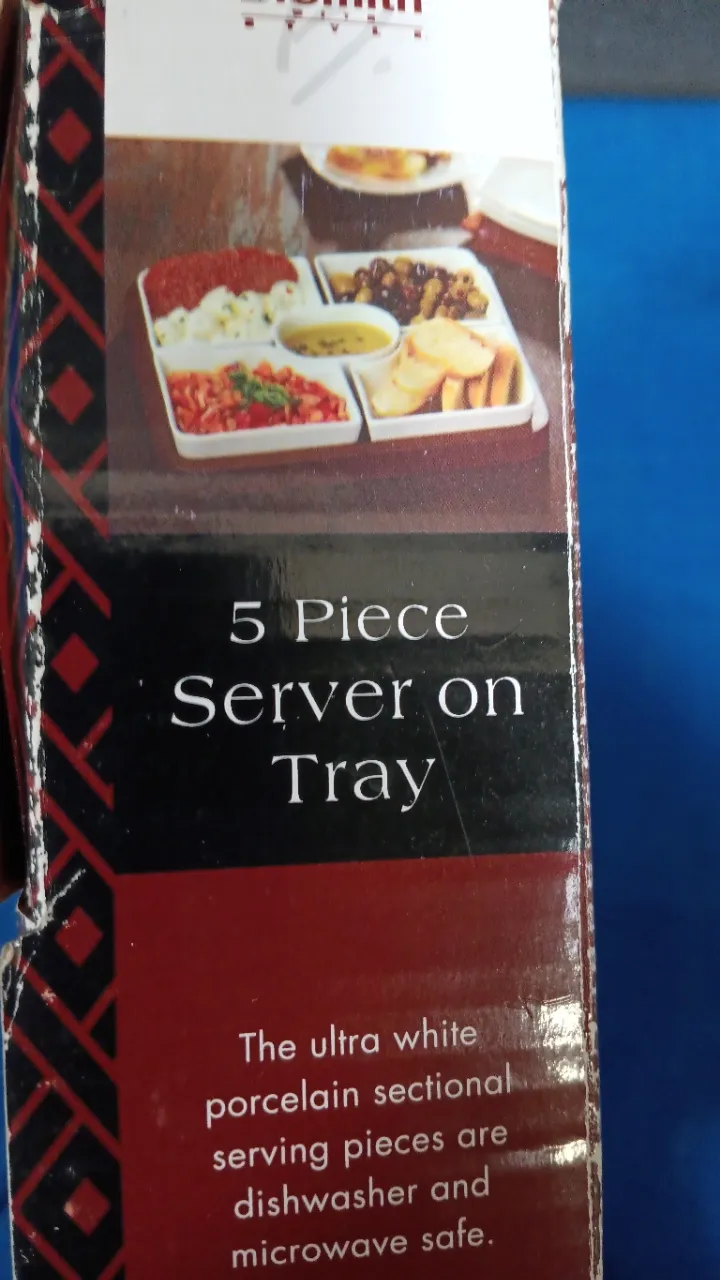 5 Piece
Server on
Tray
The ultra white
porcelain sectional
serving pieces are
dishwasher and
microwave safe.